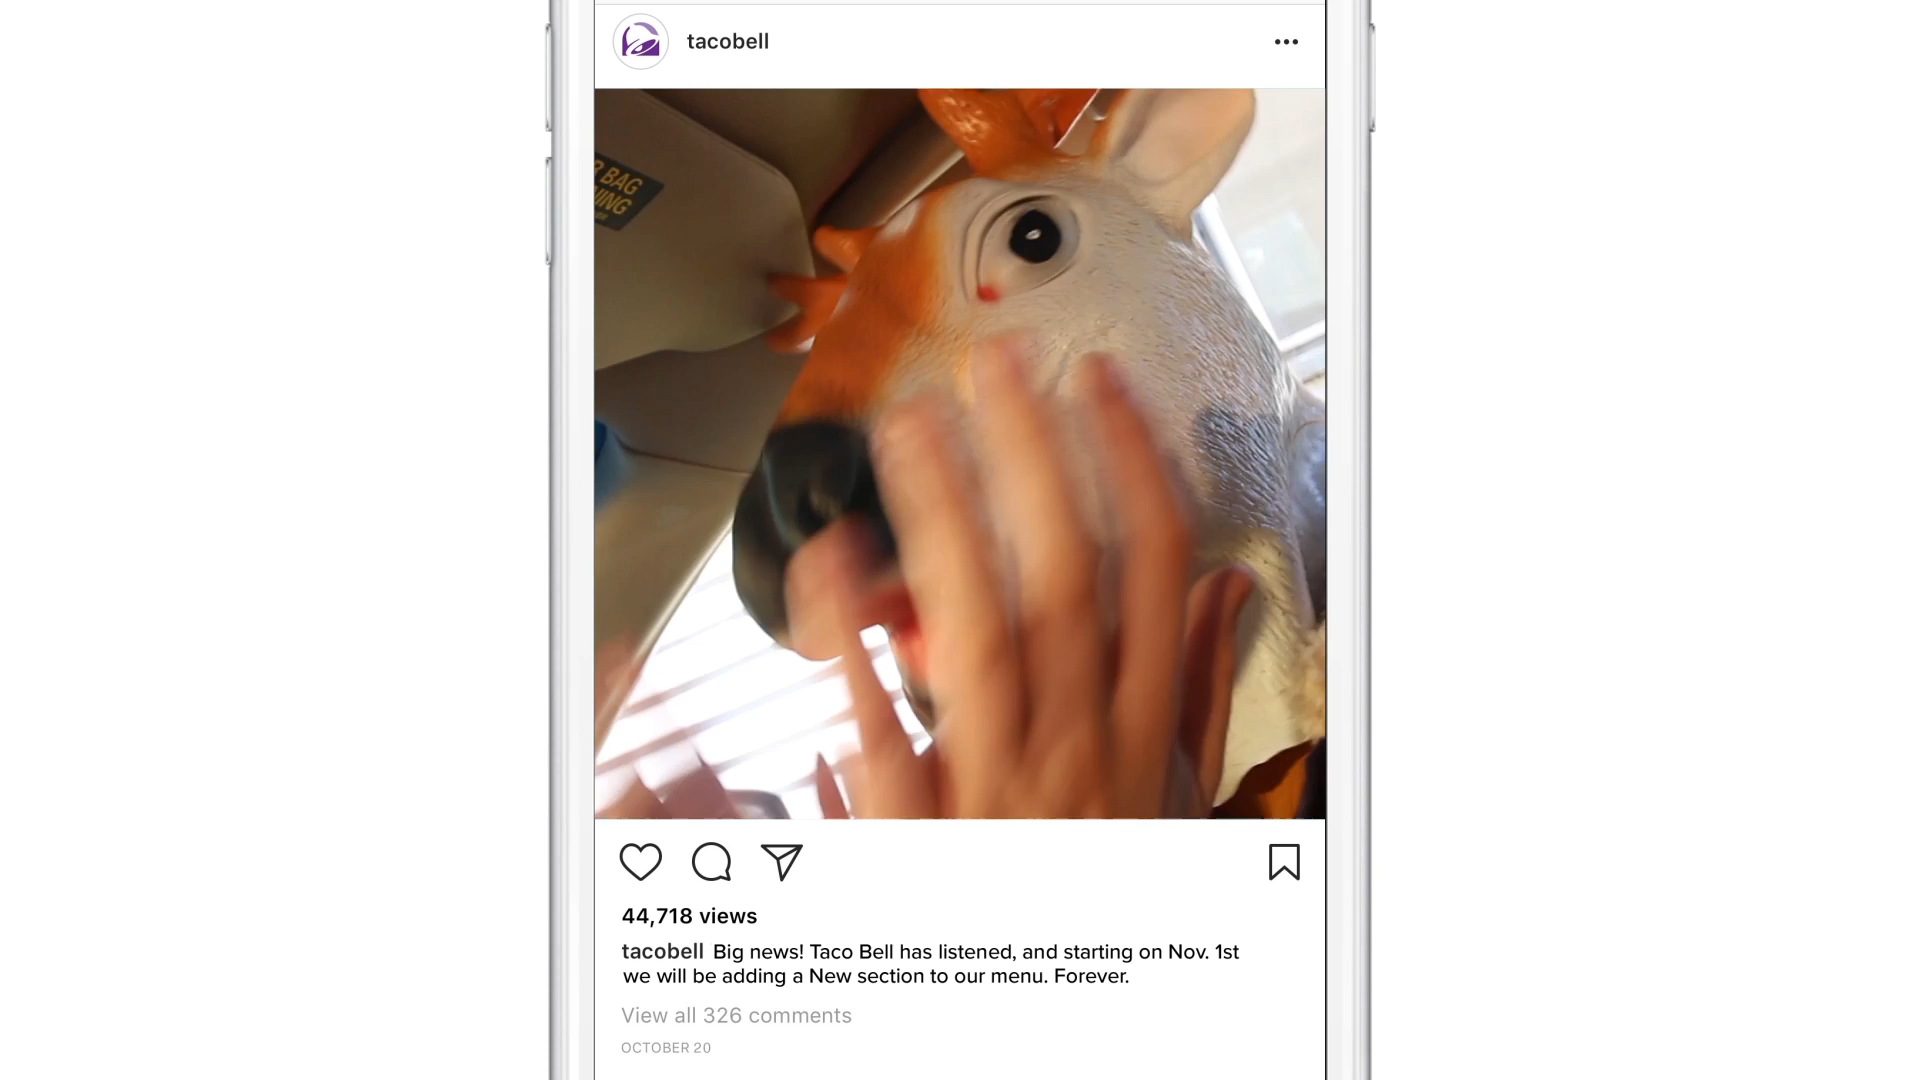 tacobell
R BAG
tacobell Big news! Taco Bell has listened, and starting on Nov. 1st
we will be adding a New section to our menu. Forever.
44,718 views
View all 326 comments
OCTOBER 20